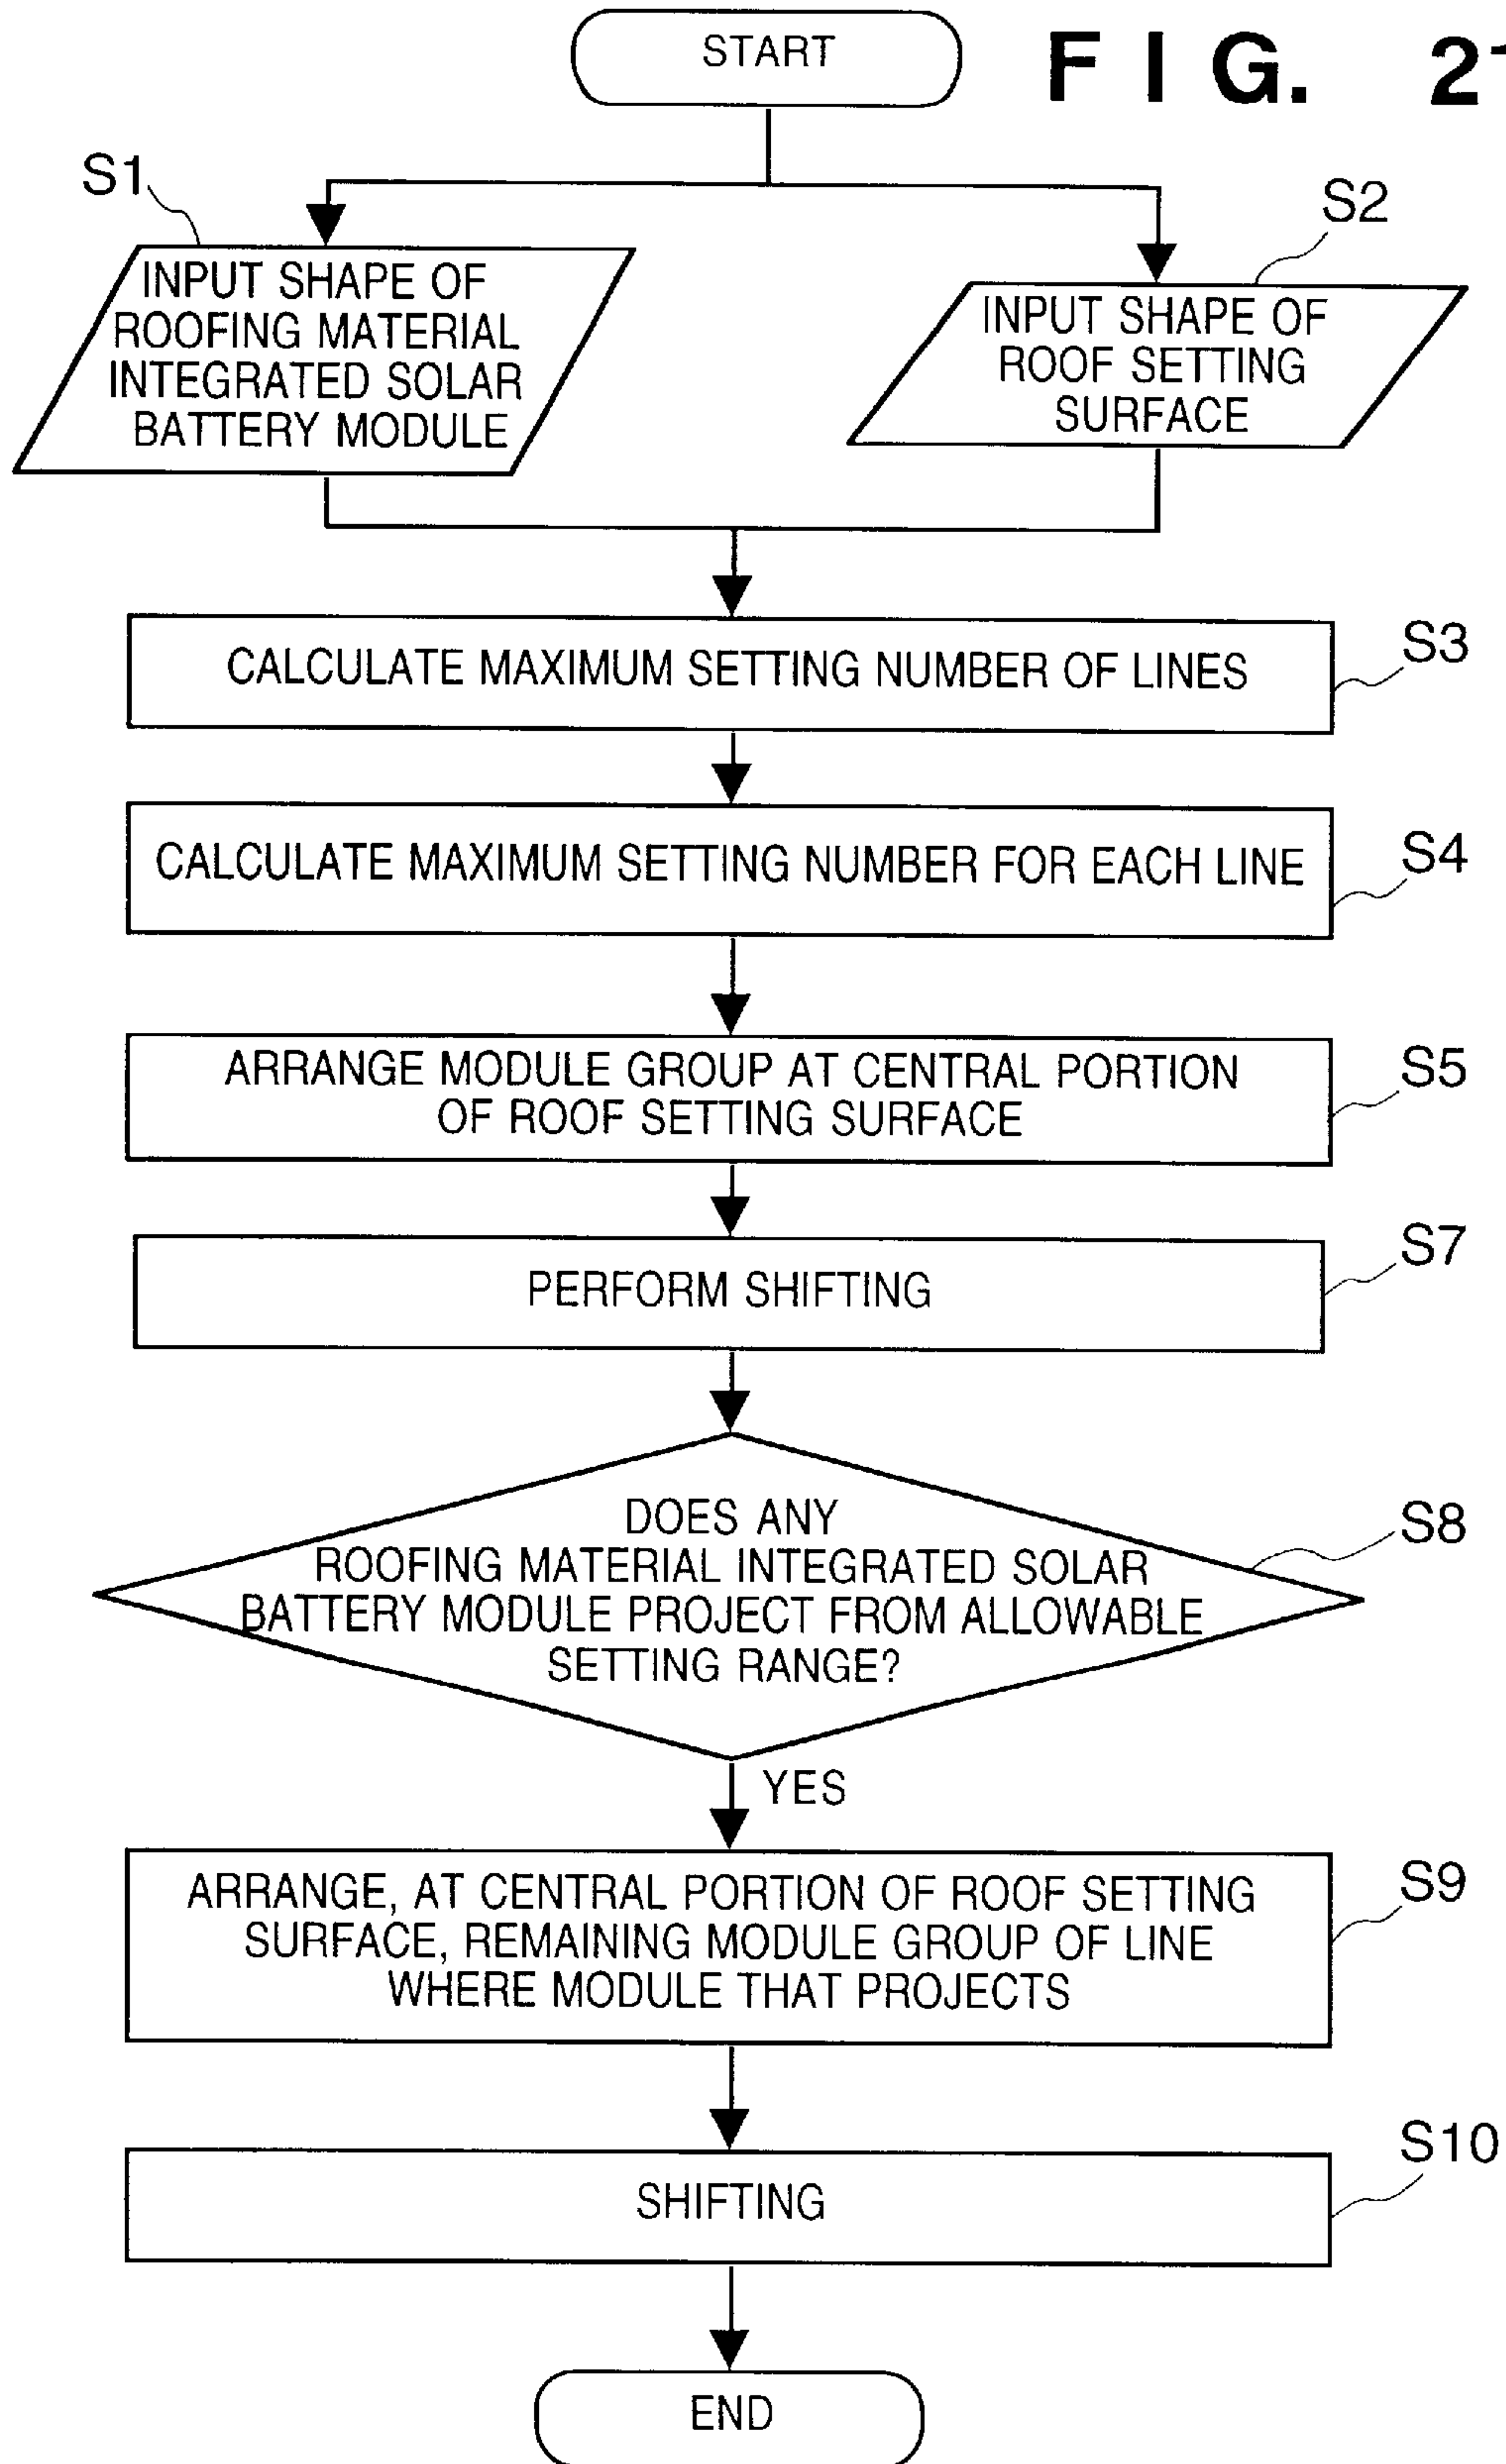 START
F I G. 21
S1
S2
INPUT SHAPE OF
ROOFING MATERIAL
INTEGRATED SOLAR
BATTERY MODULE
INPUT SHAPE OF
ROOF SETTING
SURFACE
CALCULATE MAXIMUM SETTING NUMBER OF LINES
S3
CALCULATE MAXIMUM SETTING NUMBER FOR EACH LINE
S4
ARRANGE MODULE GROUP AT CENTRAL PORTION
OF ROOF SETTING SURFACE
S5
PERFORM SHIFTING
S7
DOES ANY
ROOFING MATERIAL INTEGRATED SOLAR
BATTERY MODULE PROJECT FROM ALLOWABLE
SETTING RANGE?
S8
YES
ARRANGE, AT CENTRAL PORTION OF ROOF SETTING
SURFACE, REMAINING MODULE GROUP OF LINE
WHERE MODULE THAT PROJECTS
S9
SHIFTING
S10
END